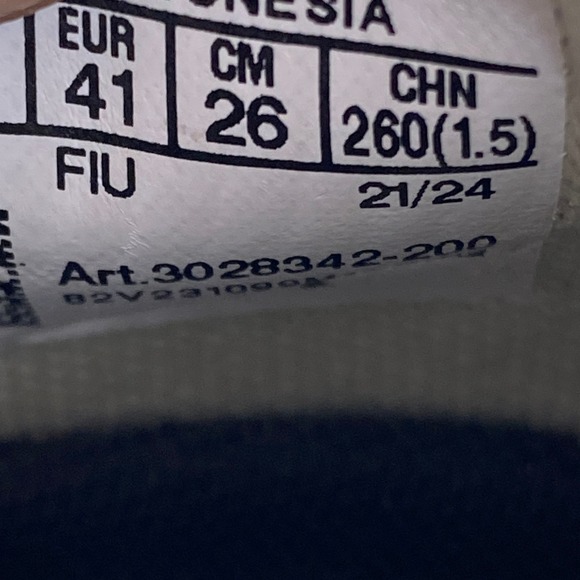 EUR CM CHN
41 26 260(1.5)
FIU 21/24
Art.3028342-200